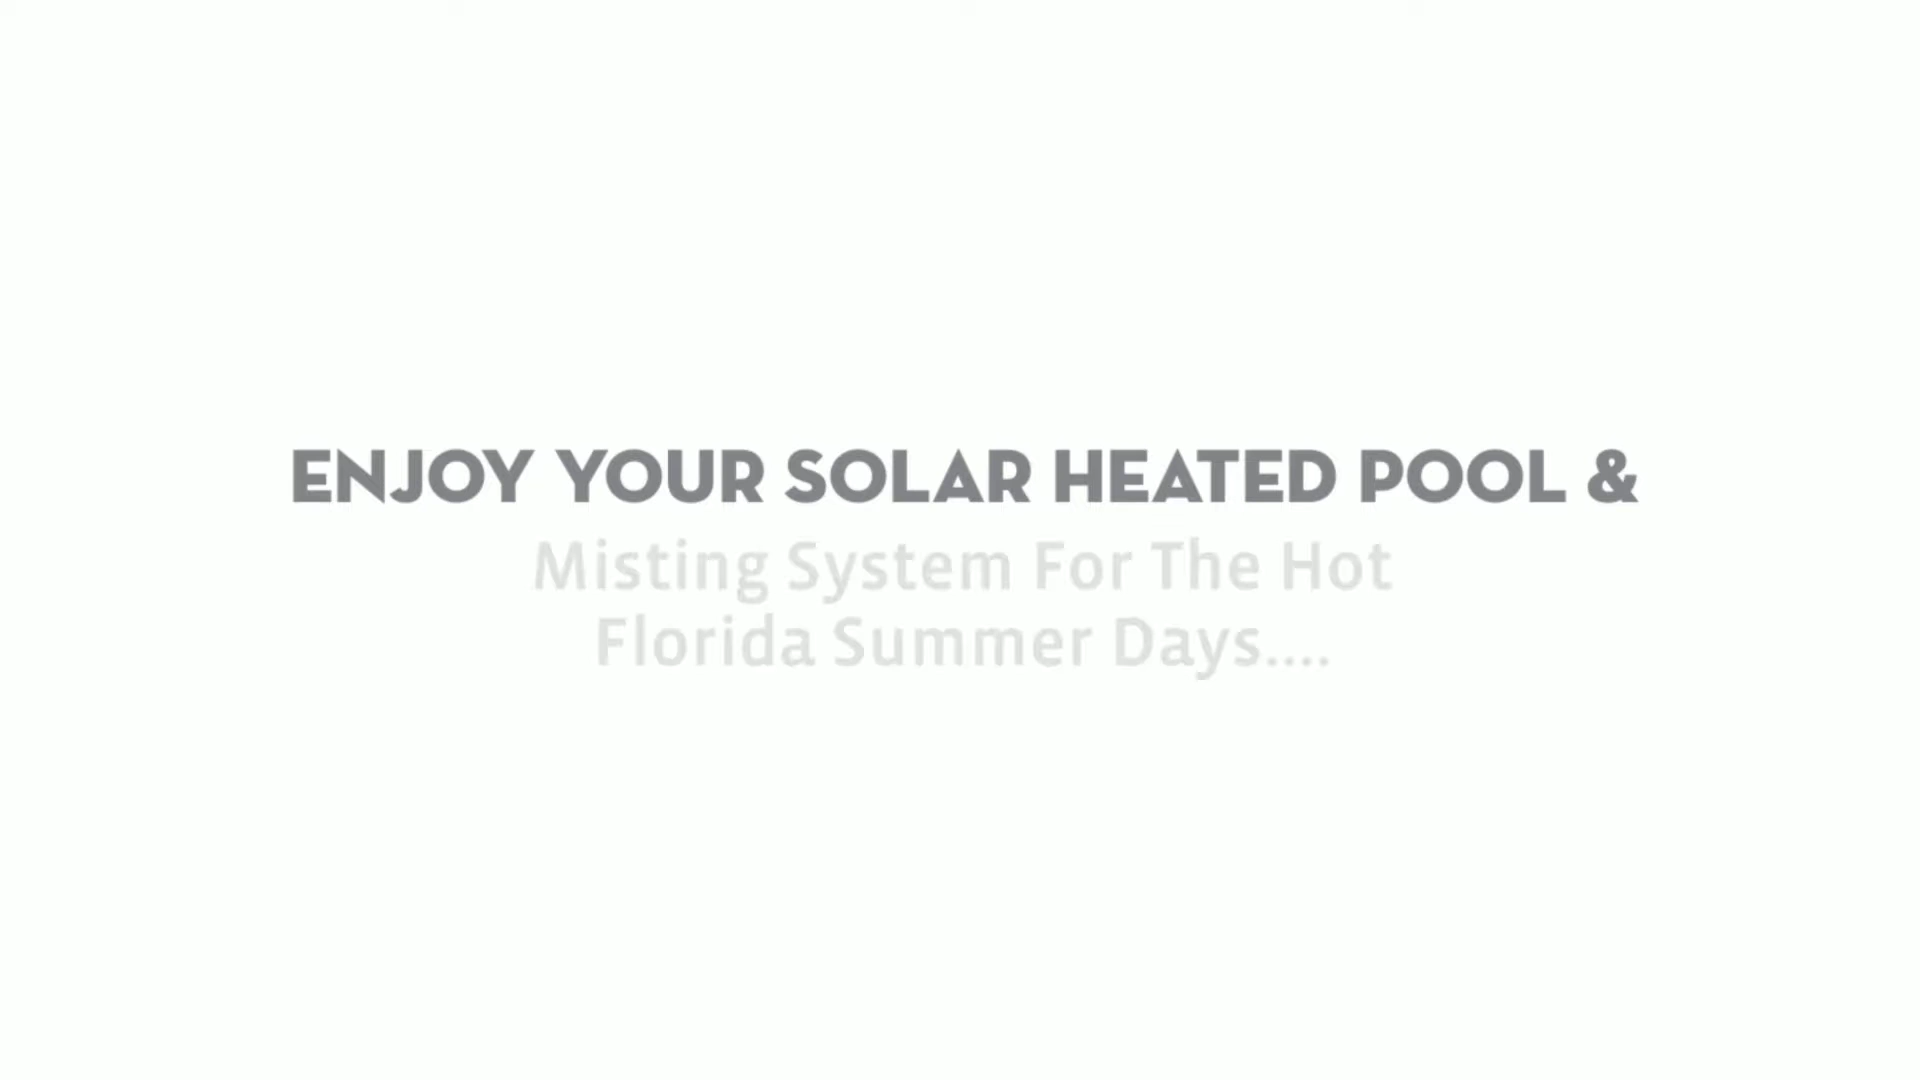 ENJOY YOUR SOLAR HEATED POOL &
Misting System For The Hot
Florida Summer Days....